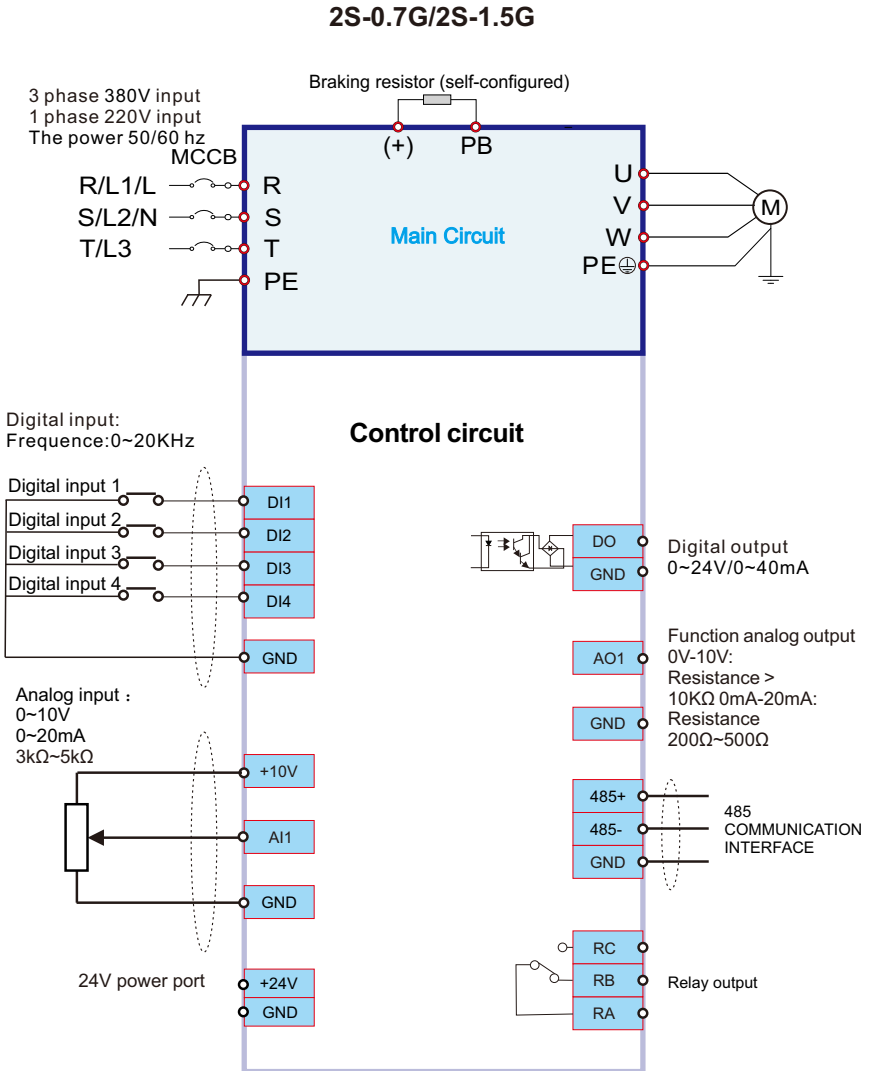 2S-0.7G/2S-1.5G
Braking resistor (self-configured)
3 phase 380V input
1 phase 220V input
The power 50/60 hz
MCCB
(+)
PB
R/L1/L
R
S/L2/N
S
T/L3
T
PE
Main Circuit
U
V
W
PE
M
Digital input:
Frequence:0~20KHz
Control circuit
Digital input 1
DI1
Digital input 2
DI2
Digital input 3
DI3
Digital input 4
DI4
GND
Analog input :
0~10V
0~20mA
3kΩ~5kΩ
+10V
AI1
GND
24V power port
+24V
GND
DO
GND
Digital output
0~24V/0~40mA
AO1
GND
Function analog output
0V-10V:
Resistance >
10KΩ 0mA-20mA:
Resistance
200Ω~500Ω
485+
485-
GND
485
COMMUNICATION
INTERFACE
RC
RB
RA
Relay output